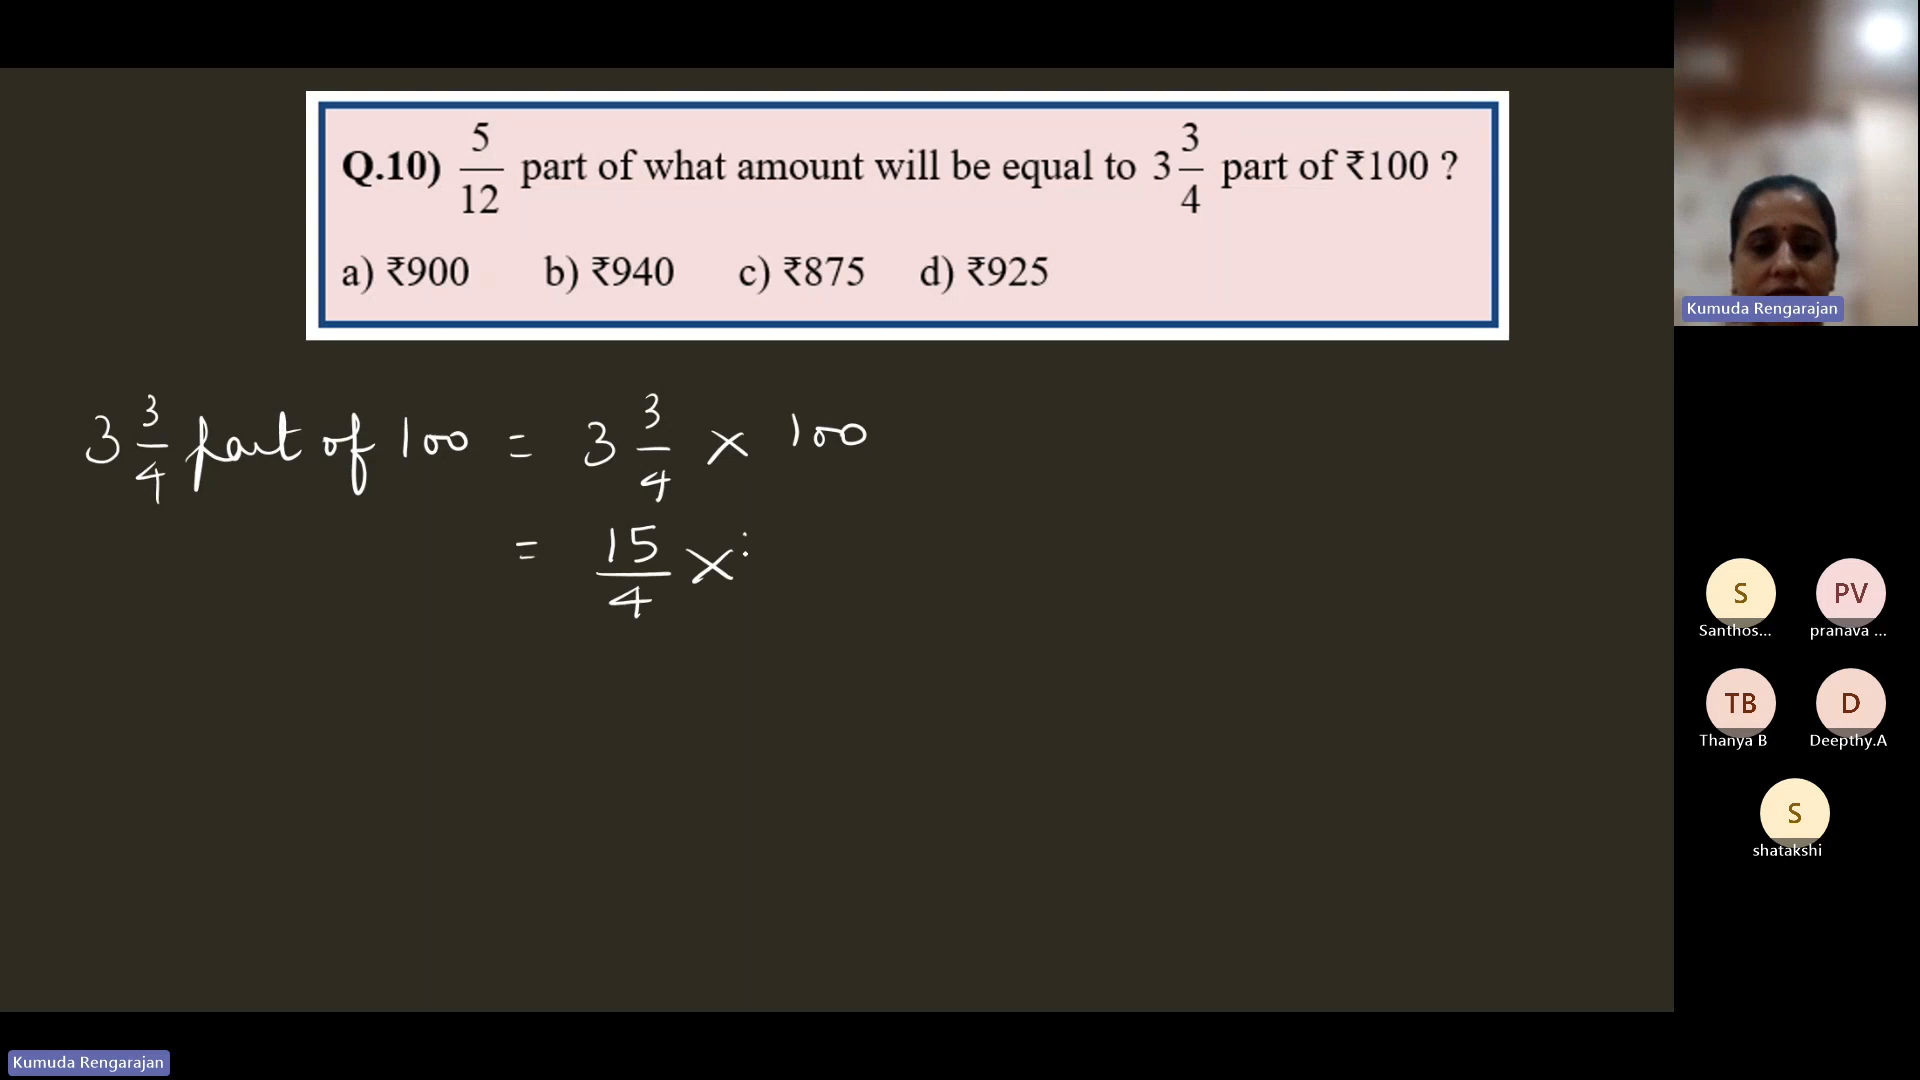 Q.10) 5/12 part of what amount will be equal to 3 3/4 part of ₹100 ?
a) ₹900 b) ₹940 c) ₹875 d) ₹925
3 3/4 part of 100 = 3 3/4 × 100
= 15/4 ×
Kumuda Rengarajan
S
Santhos...
PV
pranava ...
TB
Thanya B
D
Deepthy.A
S
shatakshi
Kumuda Rengarajan